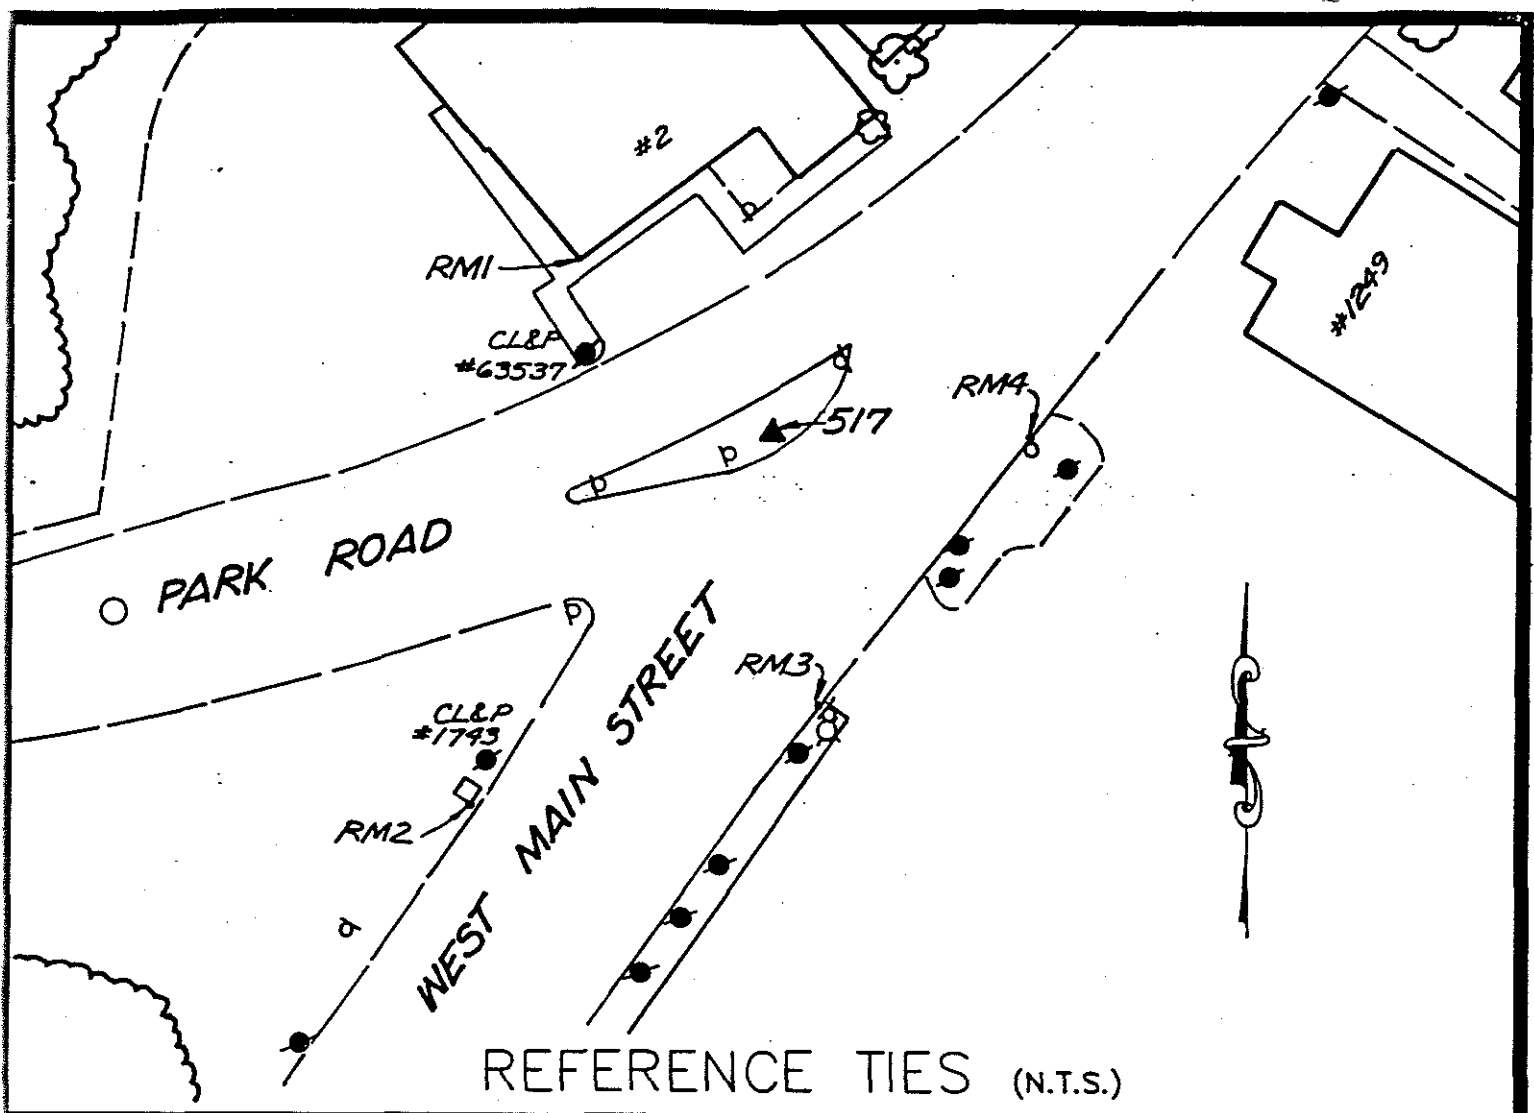 #2
RM1
CL&P
#63537
517
RM4
#1249
PARK ROAD
RM3
CL&P
#1743
RM2
WEST MAIN STREET
REFERENCE TIES (N.T.S.)